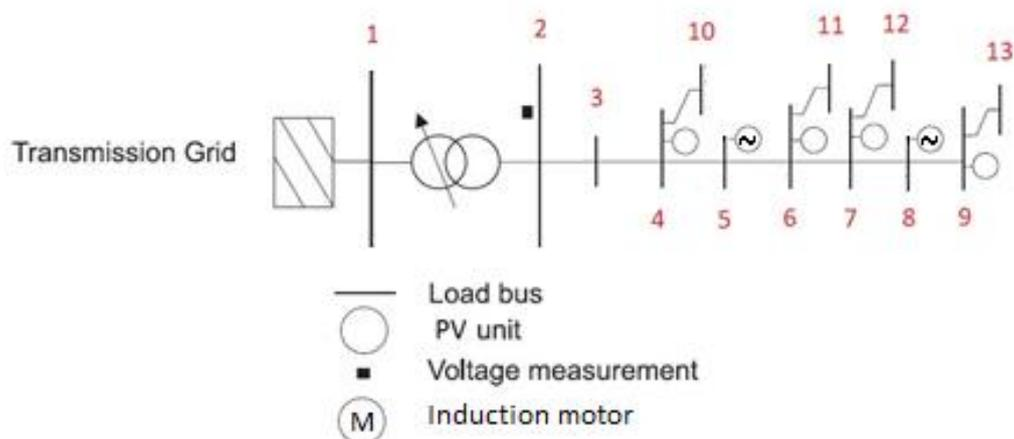 1
2
3
10
11
12
13
Transmission Grid
4
5
6
7
8
9
~
~
Load bus
PV unit
Voltage measurement
M
Induction motor